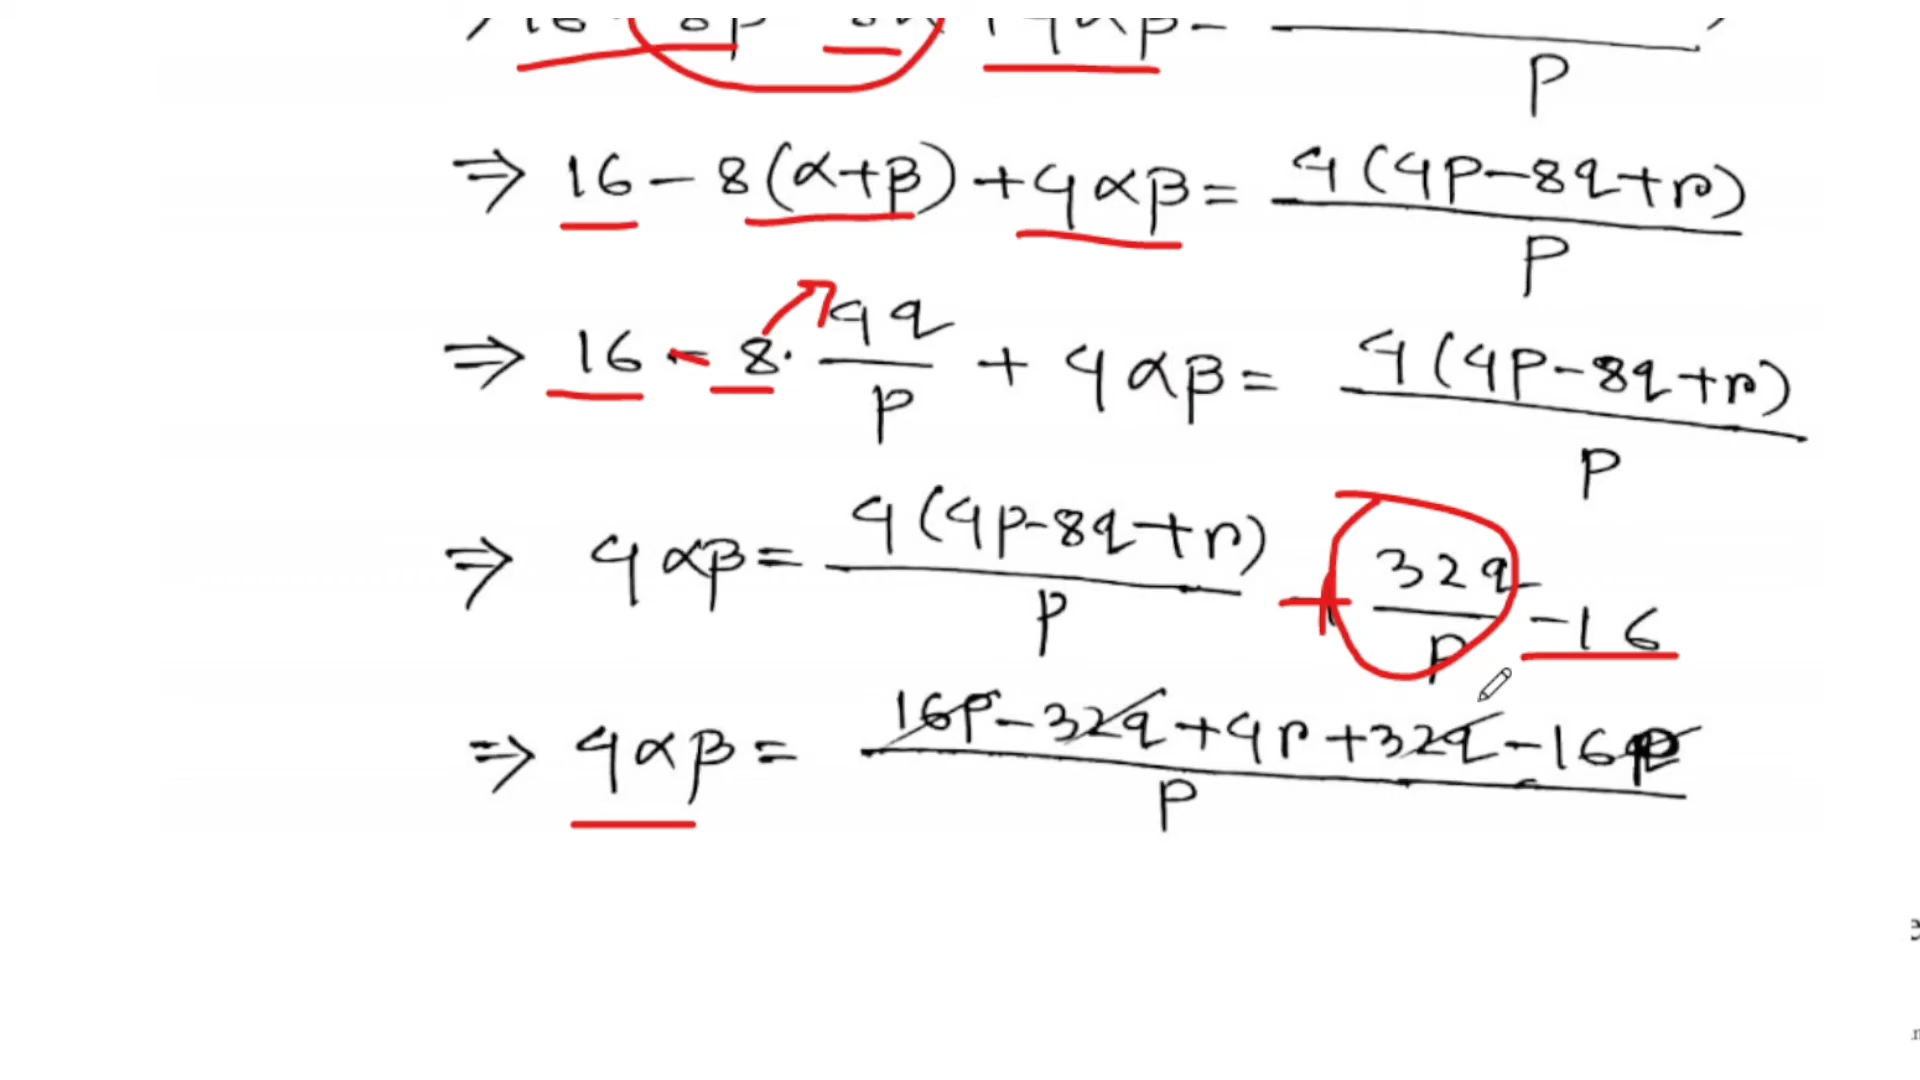 ⇒ 16 - 8(α+β) + 4αβ = 4(4p-8q+r)/p
⇒ 16 - 8·4q/p + 4αβ = 4(4p-8q+r)/p
⇒ 4αβ = 4(4p-8q+r)/p + 32q/p - 16
⇒ 4αβ = 16p-32q+4r+32q-16p/p